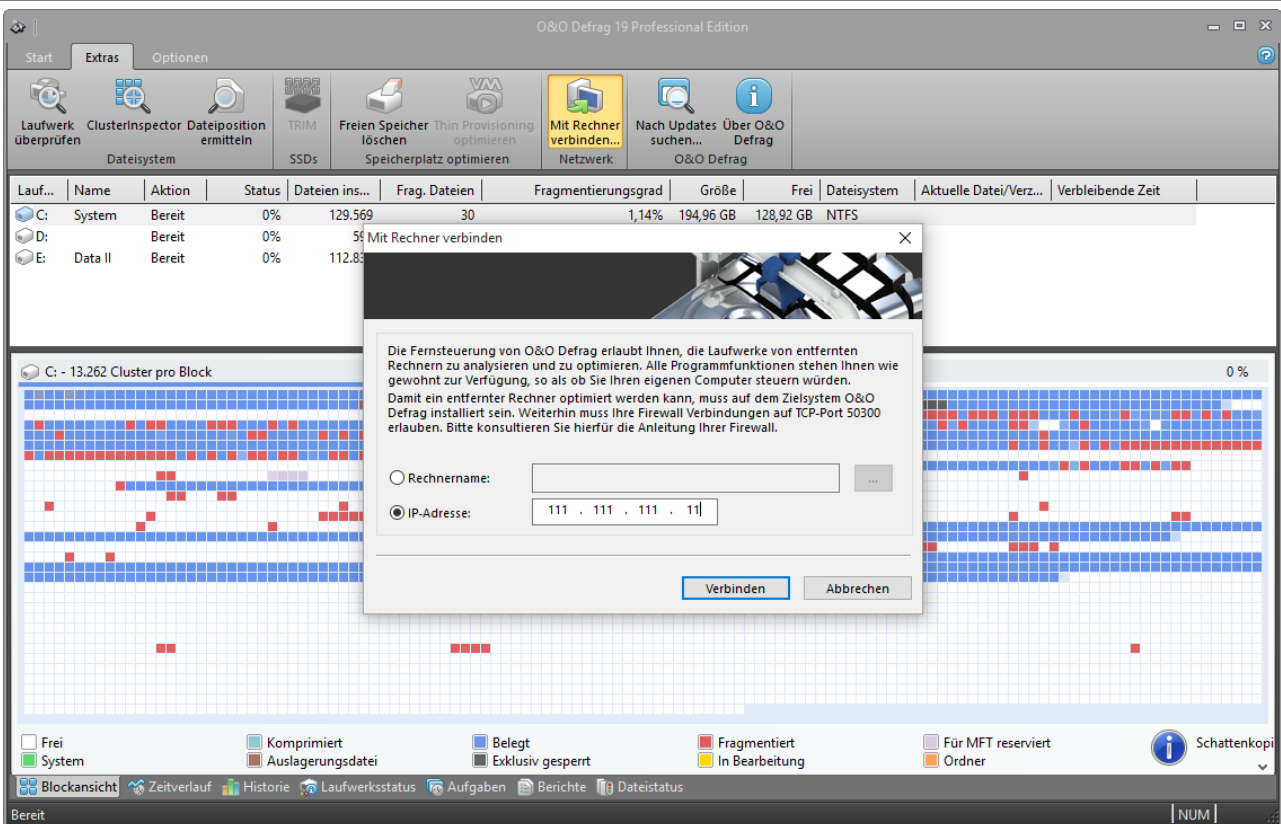 O&O Defrag 19 Professional Edition
Start Extras Optionen
Laufwerk überprüfen
ClusterInspector
Dateiposition ermitteln
TRIM
Freien Speicher löschen
Thin Provisioning optimieren
Mit Rechner verbinden...
Nach Updates suchen...
Über O&O Defrag
Dateisystem SSDs Speicherplatz optimieren Netzwerk O&O Defrag
Lauf... Name Aktion Status Dateien ins... Frag. Dateien Fragmentierungsgrad Größe Frei Dateisystem Aktuelle Datei/Verz... Verbleibende Zeit
C: System Bereit 0% 129.569 30 1,14% 194,96 GB 128,92 GB NTFS
D: Bereit 0%
E: Data II Bereit 0%
Mit Rechner verbinden
Die Fernsteuerung von O&O Defrag erlaubt Ihnen, die Laufwerke von entfernten
Rechnern zu analysieren und zu optimieren. Alle Programmfunktionen stehen Ihnen wie
gewohnt zur Verfügung, so als ob Sie Ihren eigenen Computer steuern würden.
Damit ein entfernter Rechner optimiert werden kann, muss auf dem Zielsystem O&O
Defrag installiert sein. Weiterhin muss Ihre Firewall Verbindungen auf TCP-Port 50300
erlauben. Bitte konsultieren Sie hierfür die Anleitung Ihrer Firewall.
Rechnername: ...
IP-Adresse: 111 . 111 . 111 . 11
Verbinden Abbrechen
C: - 13.262 Cluster pro Block 0 %
Frei Komprimiert Belegt Fragmentiert Für MFT reserviert Schattenkopi
System Auslagerungsdatei Exklusiv gesperrt In Bearbeitung Ordner
Blockansicht Zeitverlauf Historie Laufwerksstatus Aufgaben Berichte Dateistatus
Bereit NUM